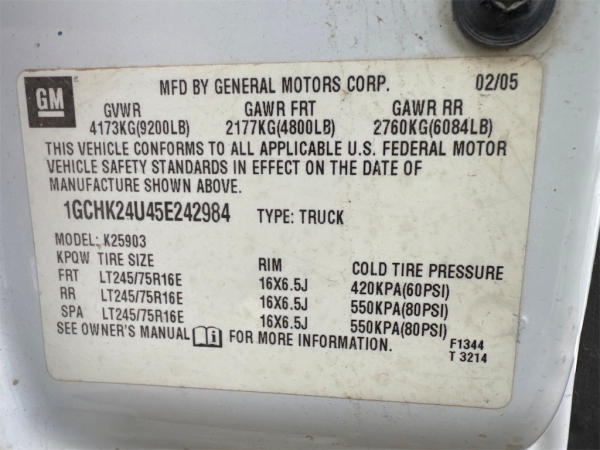 GM
MFD BY GENERAL MOTORS CORP. 02/05
GVWR GAWR FRT GAWR RR
4173KG(9200LB) 2177KG(4800LB) 2760KG(6084LB)
THIS VEHICLE CONFORMS TO ALL APPLICABLE U.S. FEDERAL MOTOR
VEHICLE SAFETY STANDARDS IN EFFECT ON THE DATE OF
MANUFACTURE SHOWN ABOVE.
1GCHK24U45E242984 TYPE: TRUCK
MODEL: K25903
KPQW TIRE SIZE RIM COLD TIRE PRESSURE
FRT LT245/75R16E 16X6.5J 420KPA(60PSI)
RR LT245/75R16E 16X6.5J 550KPA(80PSI)
SPA LT245/75R16E 16X6.5J 550KPA(80PSI)
SEE OWNER'S MANUAL FOR MORE INFORMATION.
F1344
T 3214